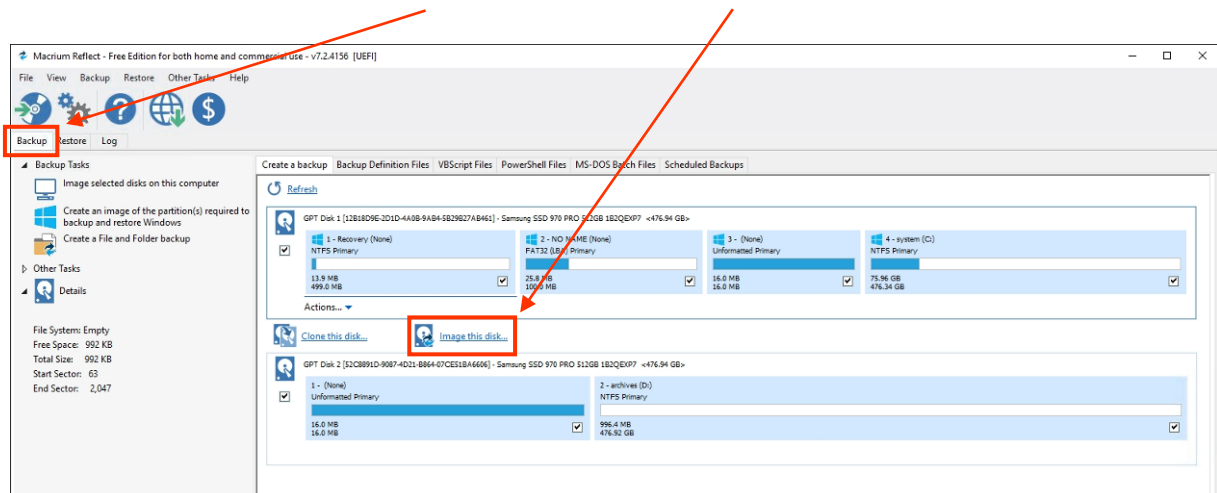 Macrium Reflect - Free Edition for both home and commercial use - v7.2.4156 [UEFI]
File View Backup Restore Other Tasks Help
Backup Restore Log
Backup Tasks
Image selected disks on this computer
Create an image of the partition(s) required to
backup and restore Windows
Create a File and Folder backup
Other Tasks
Details
File System: Empty
Free Space: 992 KB
Total Size: 992 KB
Start Sector: 63
End Sector: 2,047
Create a backup Backup Definition Files VBScript Files PowerShell Files MS-DOS Batch Files Scheduled Backups
Refresh
GPT Disk 1 [12B18D9E-2D1D-4A0B-9AB4-5B29B27AB461] - Samsung SSD 970 PRO 512GB 1B2QEXP7 <476.94 GB>
1 - Recovery (None)
NTFS Primary
13.9 MB
499.0 MB
2 - NO NAME (None)
FAT32 (LBA) Primary
25.8 MB
100.0 MB
3 - (None)
Unformatted Primary
16.0 MB
16.0 MB
4 - system (C:)
NTFS Primary
75.96 GB
476.34 GB
Actions...
Clone this disk... Image this disk...
GPT Disk 2 [52C8891D-9087-4D21-B864-07CE51BA6606] - Samsung SSD 970 PRO 512GB 1B2QEXP7 <476.94 GB>
1 - (None)
Unformatted Primary
16.0 MB
16.0 MB
2 - archives (D:)
NTFS Primary
996.4 MB
476.92 GB